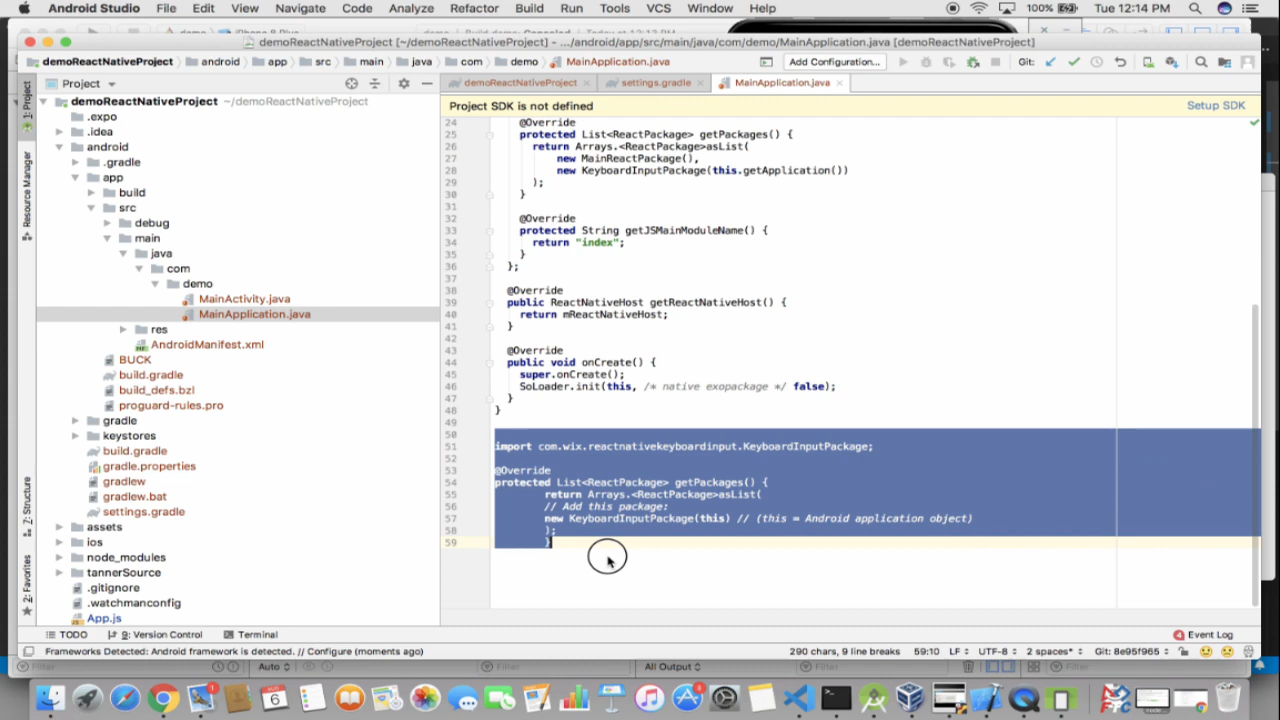 Android Studio File Edit View Navigate Code Analyze Refactor Build Run Tools VCS Window Help 100% Tue 12:14 PM
demoReactNativeProject [~/demoReactNativeProject] - .../android/app/src/main/java/com/demo/MainApplication.java [demoReactNativeProject]
demoReactNativeProject android app src main java com demo MainApplication.java Add Configuration... Git:
Project demoReactNativeProject settings.gradle MainApplication.java
demoReactNativeProject ~/demoReactNativeProject
.expo
.idea
android
.gradle
app
build
src
debug
main
java
com
demo
MainActivity.java
MainApplication.java
res
AndroidManifest.xml
BUCK
build.gradle
build_defs.bzl
proguard-rules.pro
gradle
keystores
build.gradle
gradle.properties
gradlew
gradlew.bat
settings.gradle
assets
ios
node_modules
tannerSource
.gitignore
.watchmanconfig
App.js
1: Project
Resource Manager
7: Structure
2: Favorites
Project SDK is not defined Setup SDK
24 @Override
25 protected List<ReactPackage> getPackages() {
26 return Arrays.<ReactPackage>asList(
27 new MainReactPackage(),
28 new KeyboardInputPackage(this.getApplication())
29 );
30 }
31
32 @Override
33 protected String getJSMainModuleName() {
34 return "index";
35 }
36 };
37
38 @Override
39 public ReactNativeHost getReactNativeHost() {
40 return mReactNativeHost;
41 }
42
43 @Override
44 public void onCreate() {
45 super.onCreate();
46 SoLoader.init(this, /* native exopackage */ false);
47 }
48 }
49
50
51 import com.wix.reactnativekeyboardinput.KeyboardInputPackage;
52
53 @Override
54 protected List<ReactPackage> getPackages() {
55 return Arrays.<ReactPackage>asList(
56 // Add this package:
57 new KeyboardInputPackage(this) // (this = Android application object)
58 );
59 }
TODO 9: Version Control Terminal 4 Event Log
Frameworks Detected: Android framework is detected. // Configure (moments ago) 290 chars, 9 line breaks 59:10 LF UTF-8 2 spaces* Git: 8e95f965
Filter Auto Filter All Output Filter